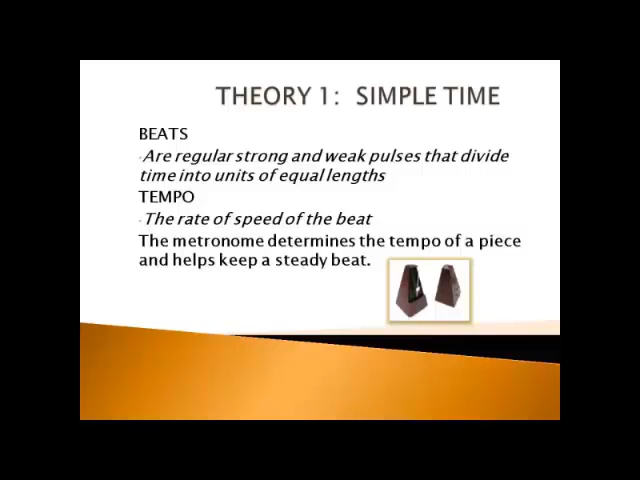 THEORY 1: SIMPLE TIME
BEATS
Are regular strong and weak pulses that divide
time into units of equal lengths
TEMPO
The rate of speed of the beat
The metronome determines the tempo of a piece
and helps keep a steady beat.